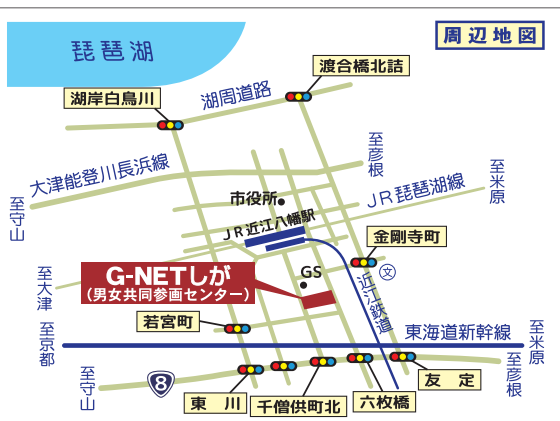 周辺地図
琵琶湖
渡合橋北詰
湖岸白鳥川
湖周道路
至彦根
大津能登川長浜線
至米原
市役所
JR琵琶湖線
至守山
JR近江八幡駅
金剛寺町
文
G-NETしが
(男女共同参画センター)
GS
至大津
近江鉄道
若宮町
至京都
東海道新幹線
至米原
至守山
8
至彦根
友 定
東 川
千僧供町北
六枚橋